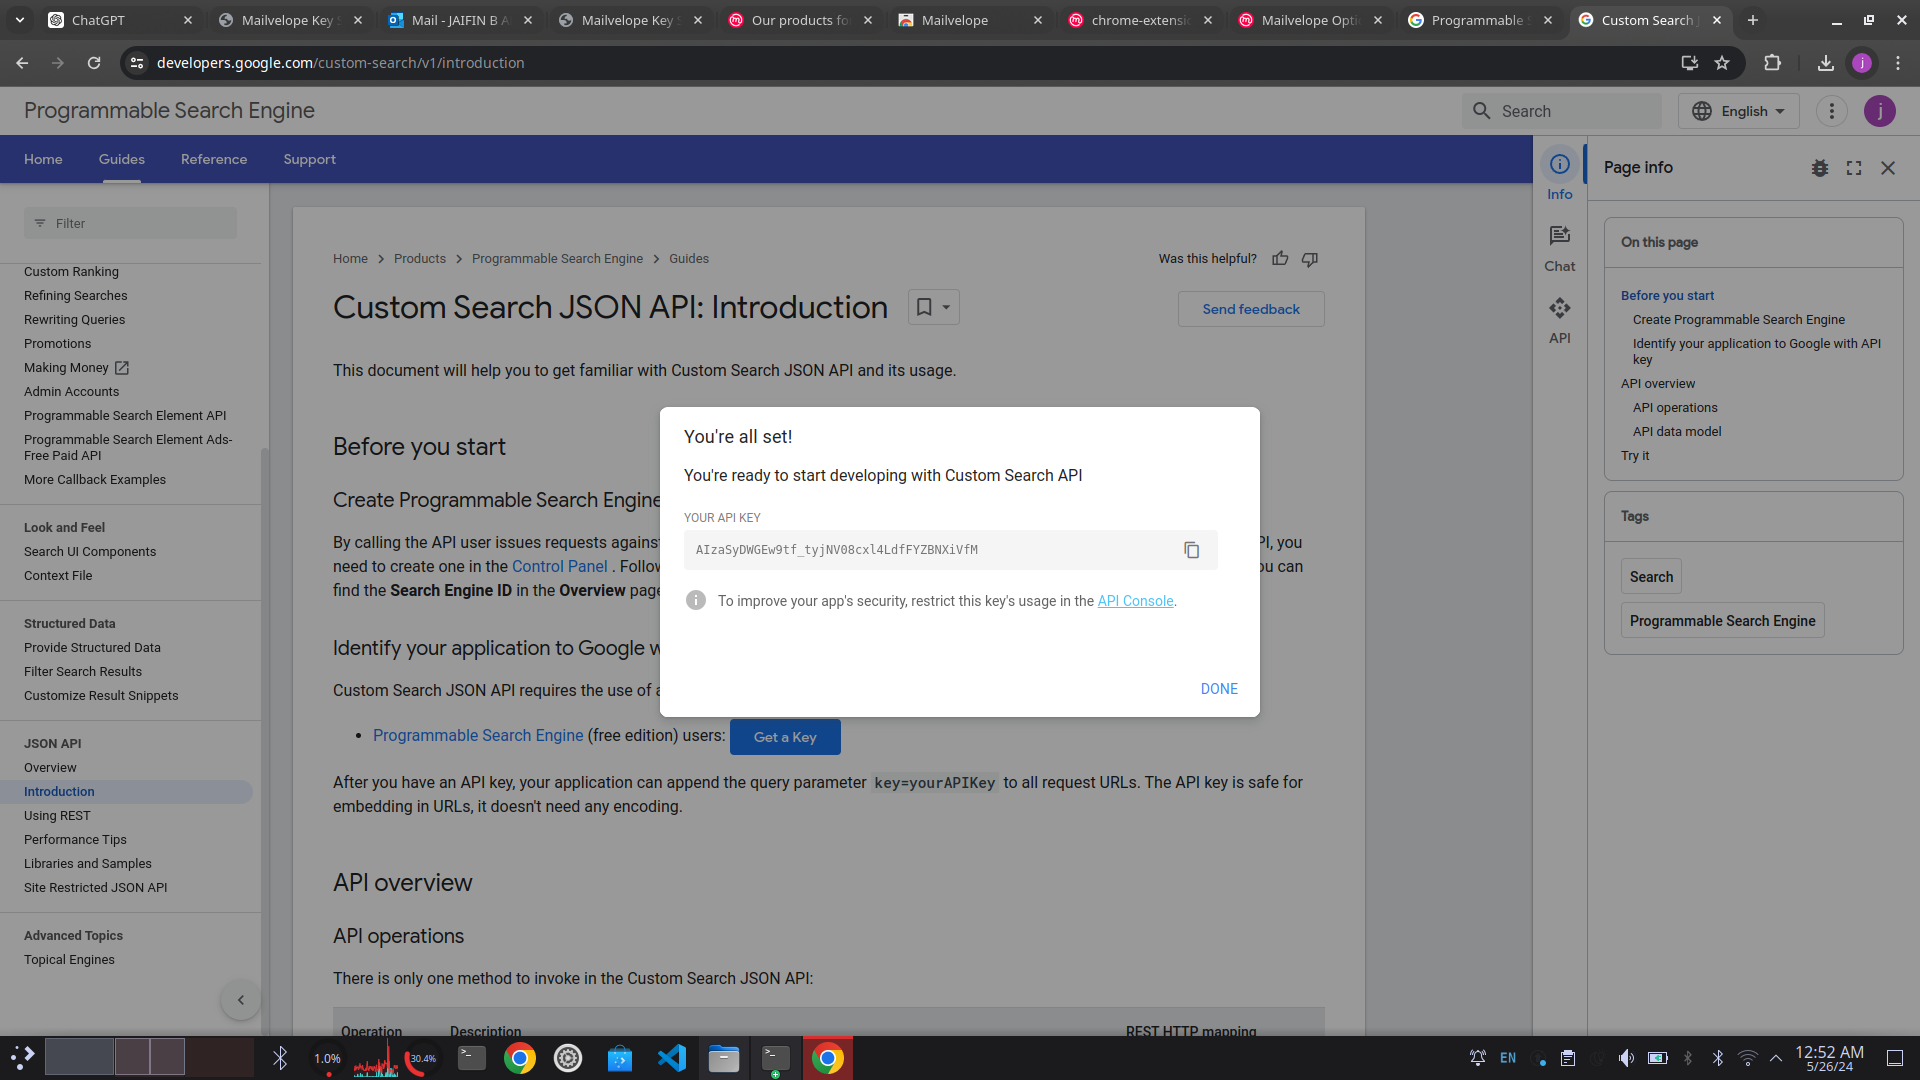 ChatGPT
Mailvelope Key S
Mail - JAIFIN B A
Mailvelope Key S
Our products fo
Mailvelope
chrome-extensio
Mailvelope Opti
Programmable S
Custom Search J
developers.google.com/custom-search/v1/introduction
j
Programmable Search Engine
Search
English
j
Home
Guides
Reference
Support
Filter
Custom Ranking
Refining Searches
Rewriting Queries
Promotions
Making Money
Admin Accounts
Programmable Search Element API
Programmable Search Element Ads-
Free Paid API
More Callback Examples
Look and Feel
Search UI Components
Context File
Structured Data
Provide Structured Data
Filter Search Results
Customize Result Snippets
JSON API
Overview
Introduction
Using REST
Performance Tips
Libraries and Samples
Site Restricted JSON API
Advanced Topics
Topical Engines
Home
Products
Programmable Search Engine
Guides
Was this helpful?
Custom Search JSON API: Introduction
Send feedback
This document will help you to get familiar with Custom Search JSON API and its usage.
Before you start
Create Programmable Search Engine
By calling the API user issues requests against
PI, you
need to create one in the Control Panel . Follow
ou can
find the Search Engine ID in the Overview page
Identify your application to Google w
Custom Search JSON API requires the use of a
• Programmable Search Engine (free edition) users: Get a Key
After you have an API key, your application can append the query parameter key=yourAPIKey to all request URLs. The API key is safe for
embedding in URLs, it doesn't need any encoding.
API overview
API operations
There is only one method to invoke in the Custom Search JSON API:
Operation
Description
REST HTTP mapping
You're all set!
You're ready to start developing with Custom Search API
YOUR API KEY
AIzaSyDWGEw9tf_tyjNV08cxl4LdfFYZBNXiVfM
To improve your app's security, restrict this key's usage in the API Console.
DONE
Info
Chat
API
Page info
On this page
Before you start
Create Programmable Search Engine
Identify your application to Google with API
key
API overview
API operations
API data model
Try it
Tags
Search
Programmable Search Engine
1.0%
30.4%
EN
12:52 AM
5/26/24